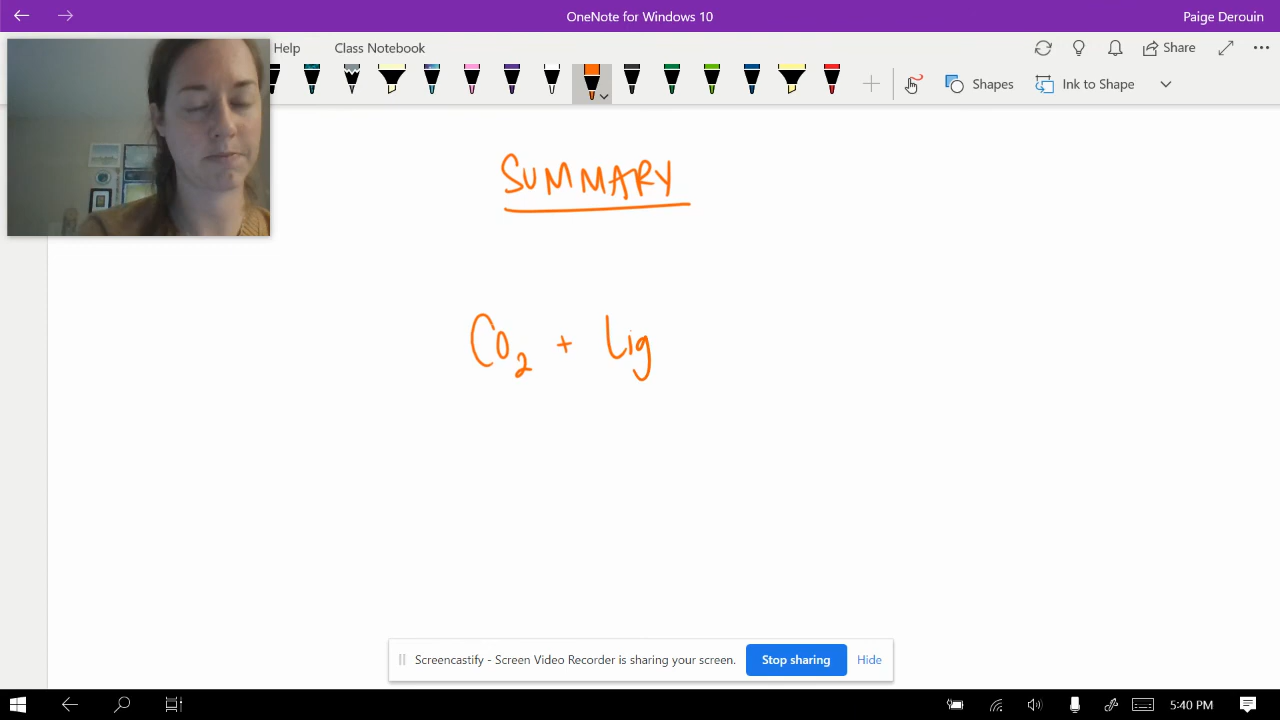 OneNote for Windows 10
Paige Derouin
Help Class Notebook Share
Shapes Ink to Shape
SUMMARY
CO2 + Lig
Screencastify - Screen Video Recorder is sharing your screen. Stop sharing Hide
5:40 PM